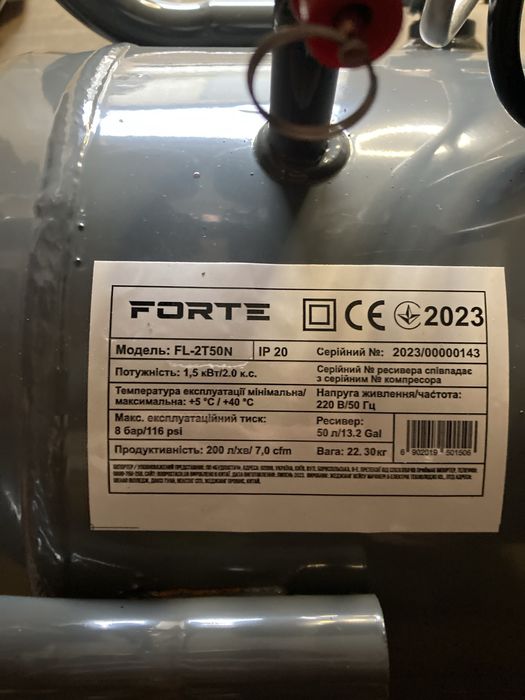 FORTE CE 2023
Модель: FL-2T50N IP 20 Серійний №: 2023/00000143
Потужність: 1,5 кВт/2.0 к.с. Серійний № ресивера співпадає
з серійним № компресора
Температура експлуатації мінімальна/
максимальна: +5 °C / +40 °C
Напруга живлення/частота:
220 В/50 Гц
Макс. експлуатаційний тиск:
8 бар/116 psi
Ресивер:
50 л/13.2 Gal
Продуктивність: 200 л/хв/ 7,0 cfm Вага: 22. 30кг
6 902019 501506